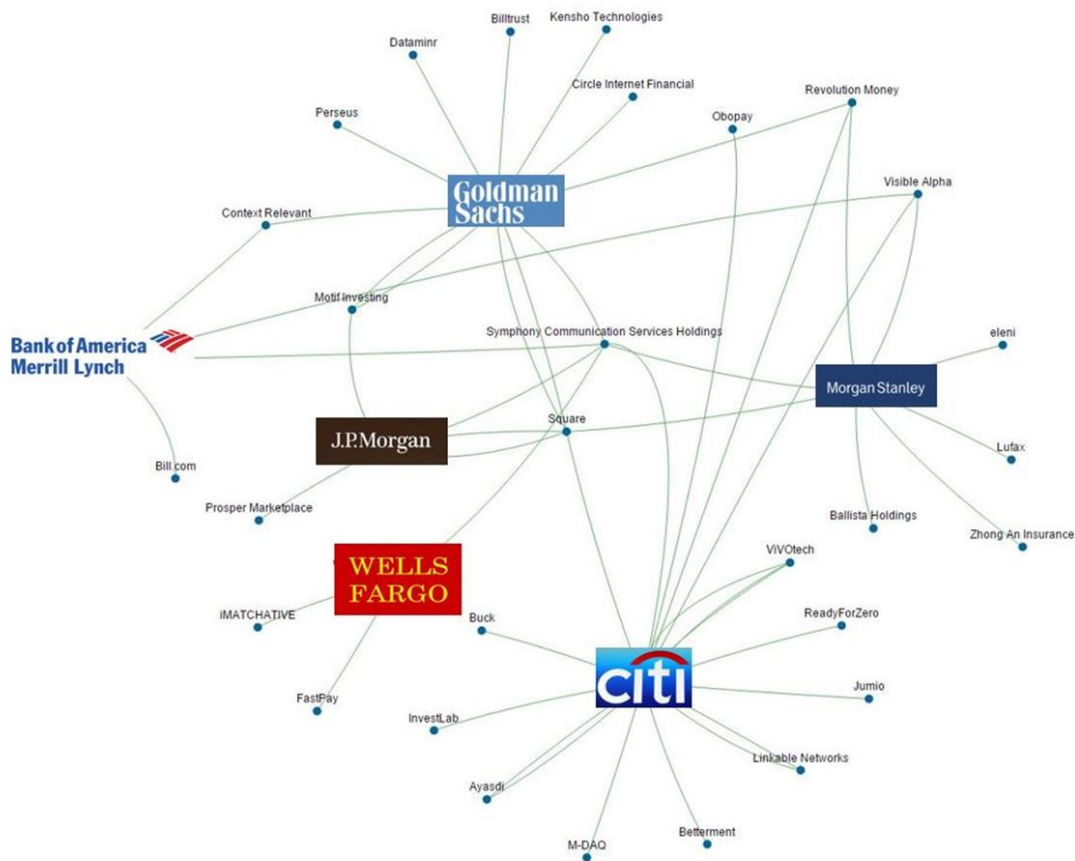 Billtrust
Kensho Technologies
Dataminr
Circle Internet Financial
Revolution Money
Perseus
Obopay
Goldman
Sachs
Visible Alpha
Context Relevant
Motif Investing
Symphony Communication Services Holdings
eleni
Bank of America
Merrill Lynch
Morgan Stanley
J.P.Morgan
Square
Lufax
Bill.com
Prosper Marketplace
Ballista Holdings
Zhong An Insurance
WELLS
FARGO
ViVOtech
iMATCHATIVE
Buck
ReadyForZero
citi
FastPay
Jumio
InvestLab
Linkable Networks
Ayasdi
M-DAQ
Betterment